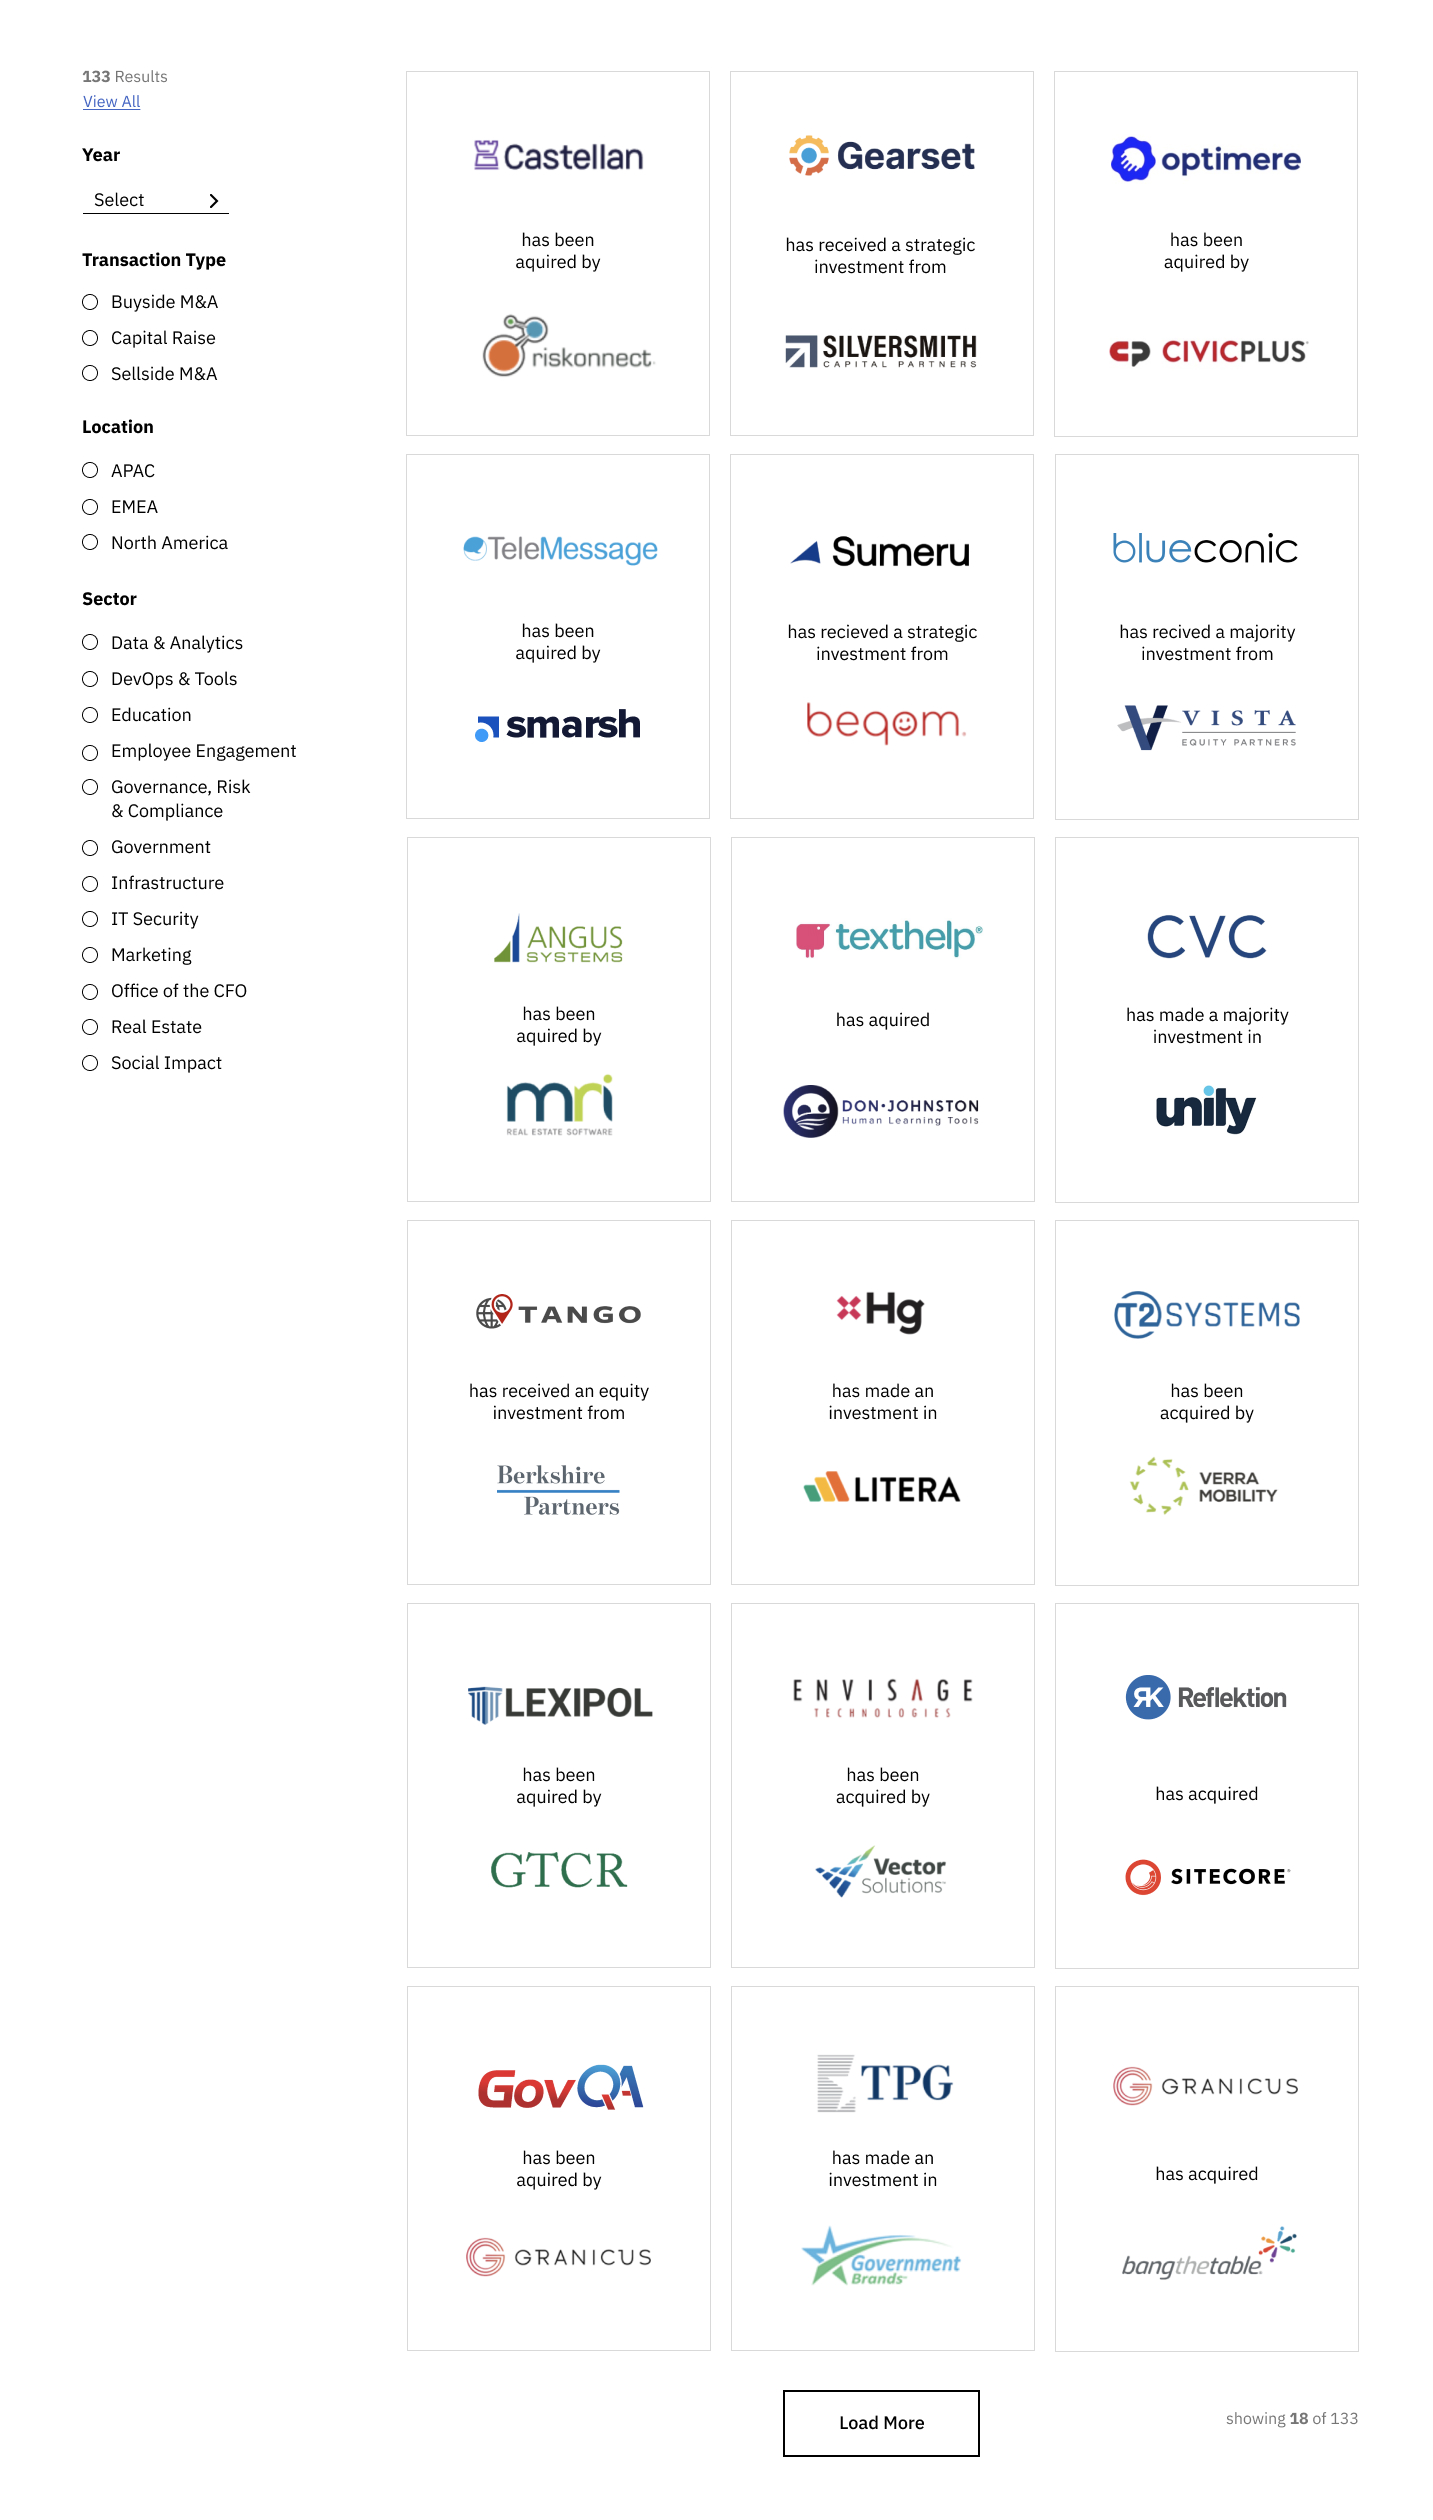 133 Results
View All
Year
Select
Transaction Type
Buyside M&A
Capital Raise
Sellside M&A
Location
APAC
EMEA
North America
Sector
Data & Analytics
DevOps & Tools
Education
Employee Engagement
Governance, Risk
& Compliance
Government
Infrastructure
IT Security
Marketing
Office of the CFO
Real Estate
Social Impact
Castellan
has been
aquired by
riskonnect
Gearset
has received a strategic
investment from
SILVERSMITH
CAPITAL PARTNERS
optimere
has been
aquired by
CP CIVICPLUS
TeleMessage
has been
aquired by
smarsh
Sumeru
has recieved a strategic
investment from
beqom
blueconic
has recived a majority
investment from
V VISTA
EQUITY PARTNERS
ANGUS
SYSTEMS
has been
aquired by
mri
REAL ESTATE SOFTWARE
texthelp®
has aquired
DON·JOHNSTON
Human Learning Tools
CVC
has made a majority
investment in
unily
TANGO
has received an equity
investment from
Berkshire
Partners
Hg
has made an
investment in
LITERA
T2 SYSTEMS
has been
acquired by
VERRA
MOBILITY
LEXIPOL
has been
aquired by
GTCR
ENVISAGE
TECHNOLOGIES
has been
acquired by
Vector
Solutions
RK Reflektion
has acquired
SITECORE
GovQA
has been
aquired by
G GRANICUS
TPG
has made an
investment in
Government
Brands
G GRANICUS
has acquired
bangthetable
Load More
showing 18 of 133